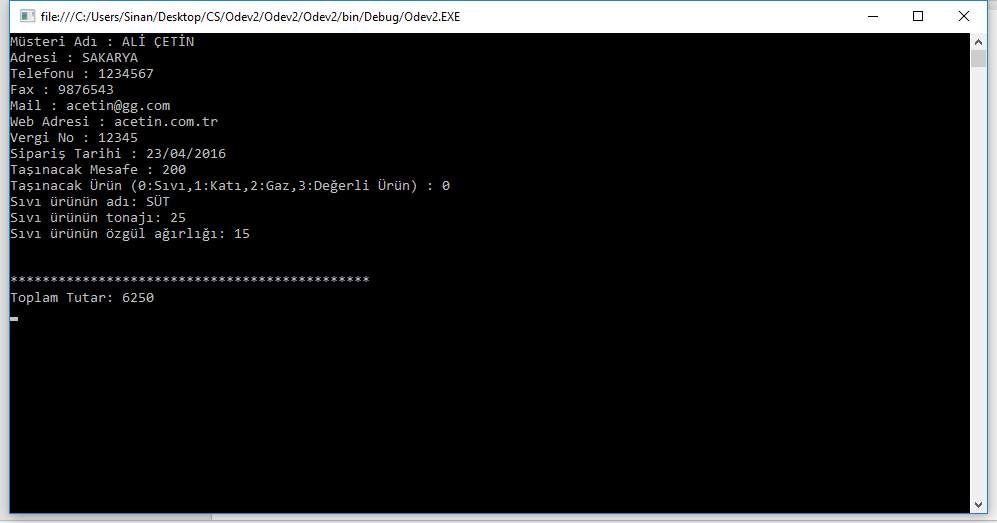 file:///C:/Users/Sinan/Desktop/CS/Odev2/Odev2/Odev2/bin/Debug/Odev2.EXE
Müsteri Adı : ALİ ÇETİN
Adresi : SAKARYA
Telefonu : 1234567
Fax : 9876543
Mail : acetin@gg.com
Web Adresi : acetin.com.tr
Vergi No : 12345
Sipariş Tarihi : 23/04/2016
Taşınacak Mesafe : 200
Taşınacak Ürün (0:Sıvı,1:Katı,2:Gaz,3:Değerli Ürün) : 0
Sıvı ürünün adı: SÜT
Sıvı ürünün tonajı: 25
Sıvı ürünün özgül ağırlığı: 15
*********************************************
Toplam Tutar: 6250